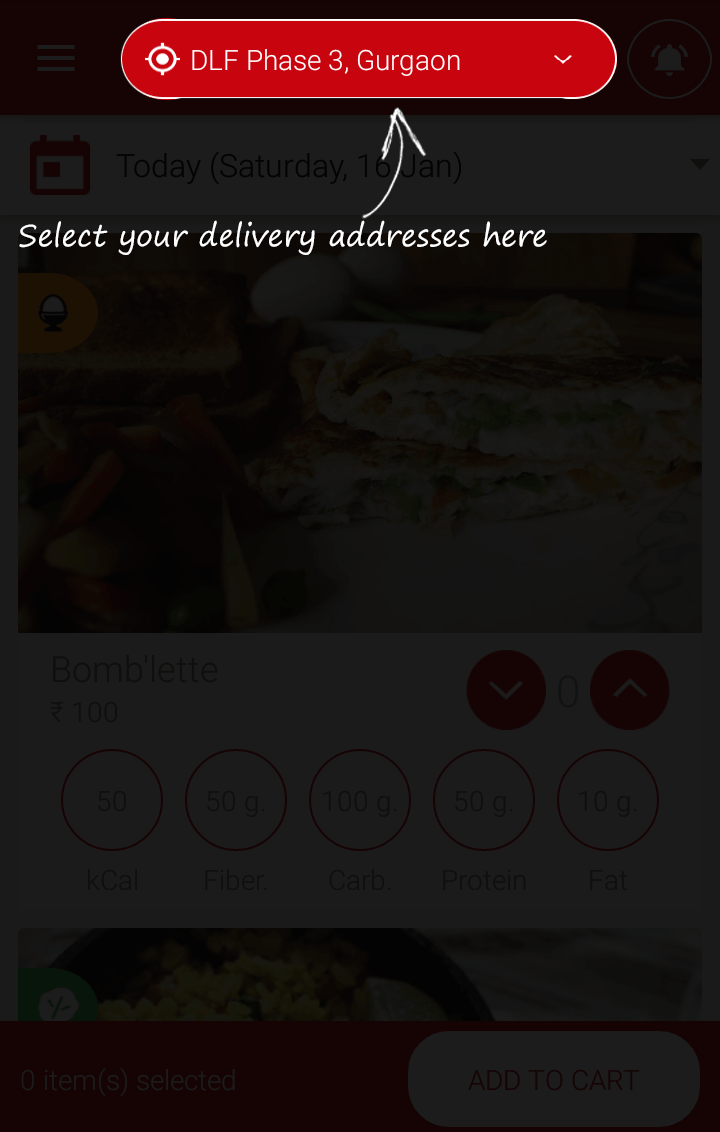 DLF Phase 3, Gurgaon
Today (Saturday, 16 Jan)
Select your delivery addresses here
Bomb'lette
₹ 100
0
50
50 g.
100 g.
50 g.
10 g.
kCal
Fiber.
Carb.
Protein
Fat
0 item(s) selected
ADD TO CART